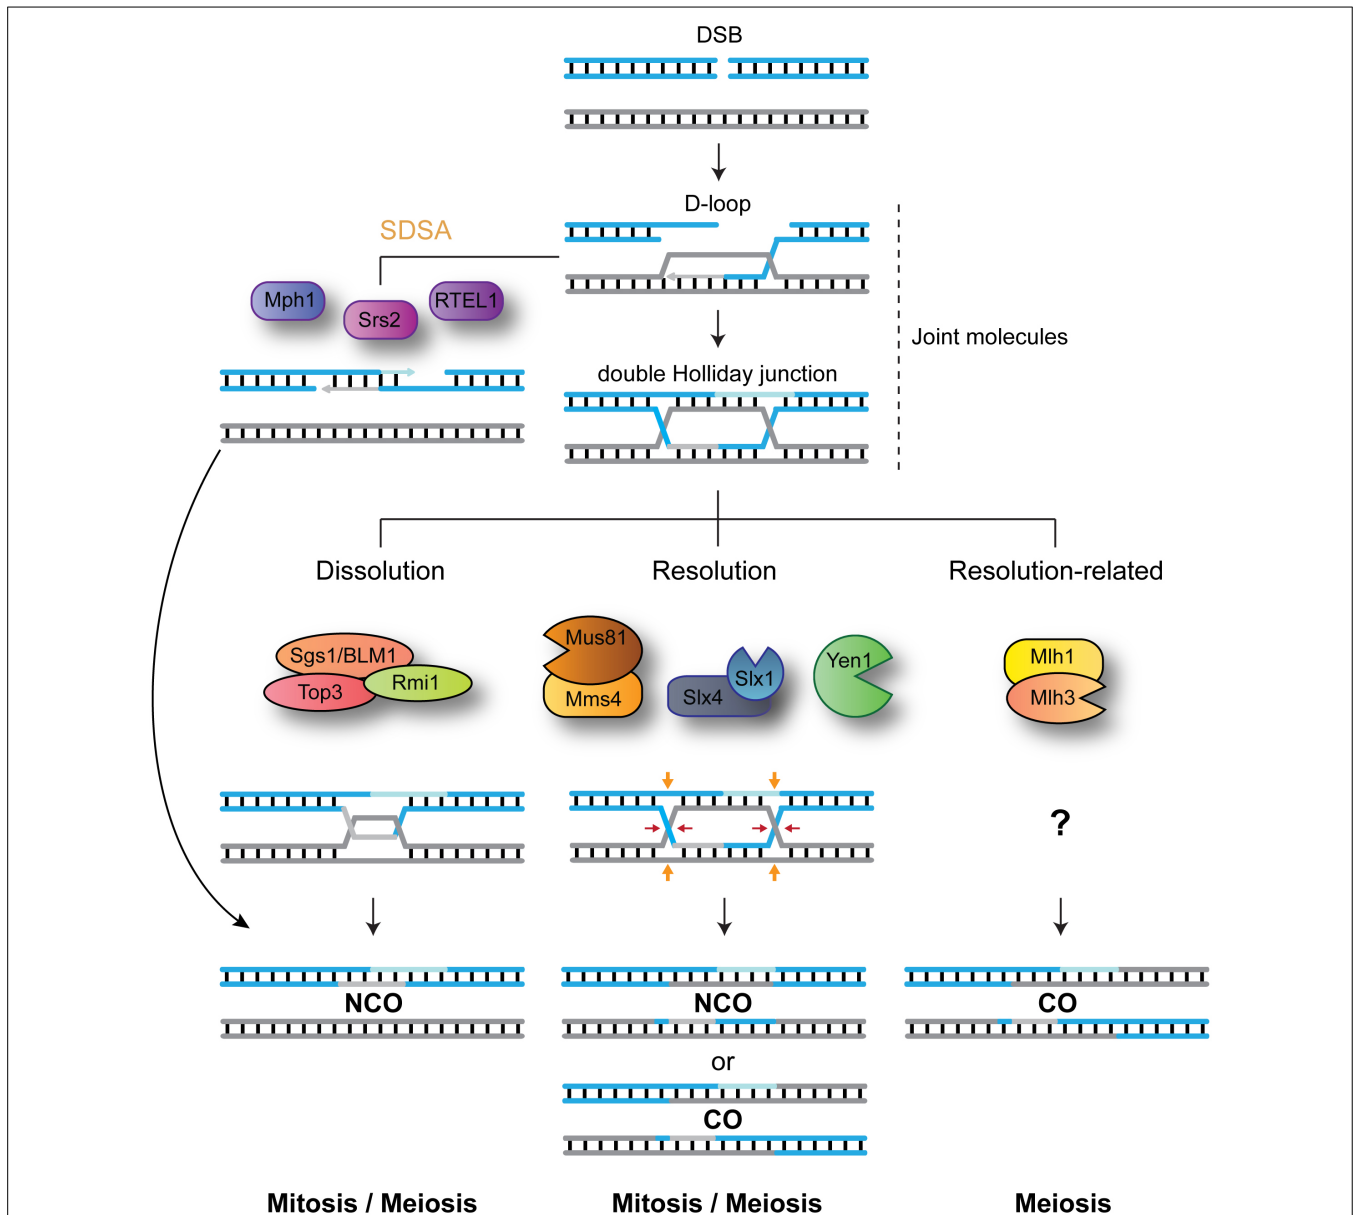 DSB
D-loop
SDSA
Mph1
Srs2
RTEL1
Joint molecules
double Holliday junction
Dissolution
Resolution
Resolution-related
Sgs1/BLM1
Top3
Rmi1
Mus81
Mms4
Slx4
Slx1
Yen1
Mlh1
Mlh3
?
NCO
NCO
CO
or
CO
Mitosis / Meiosis
Mitosis / Meiosis
Meiosis